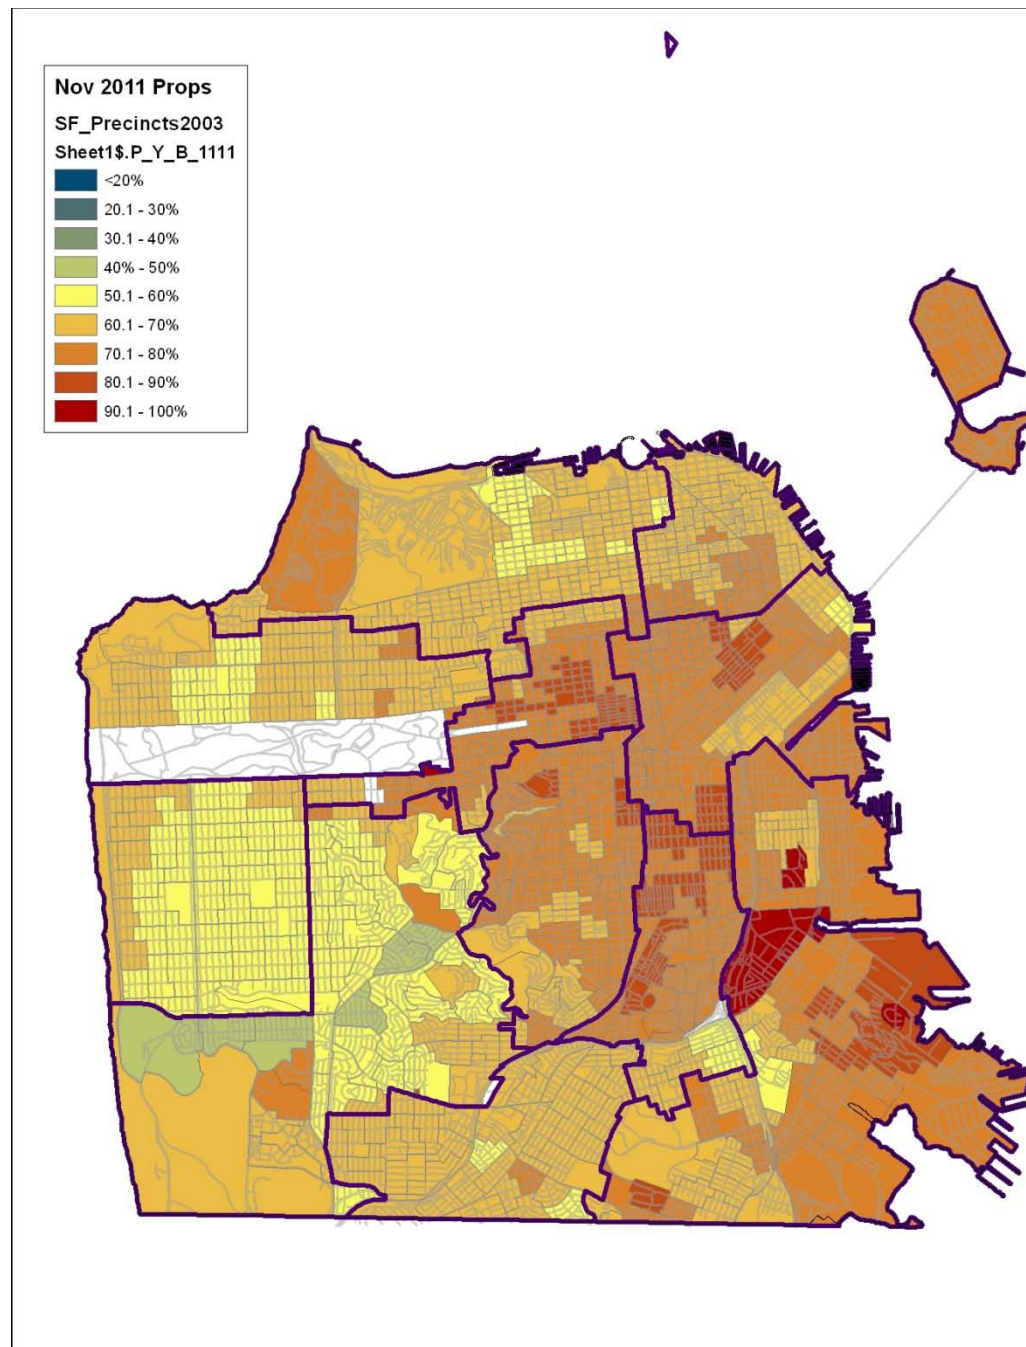 Nov 2011 Props
SF_Precincts2003
Sheet1$.P_Y_B_1111
<20%
20.1 - 30%
30.1 - 40%
40% - 50%
50.1 - 60%
60.1 - 70%
70.1 - 80%
80.1 - 90%
90.1 - 100%